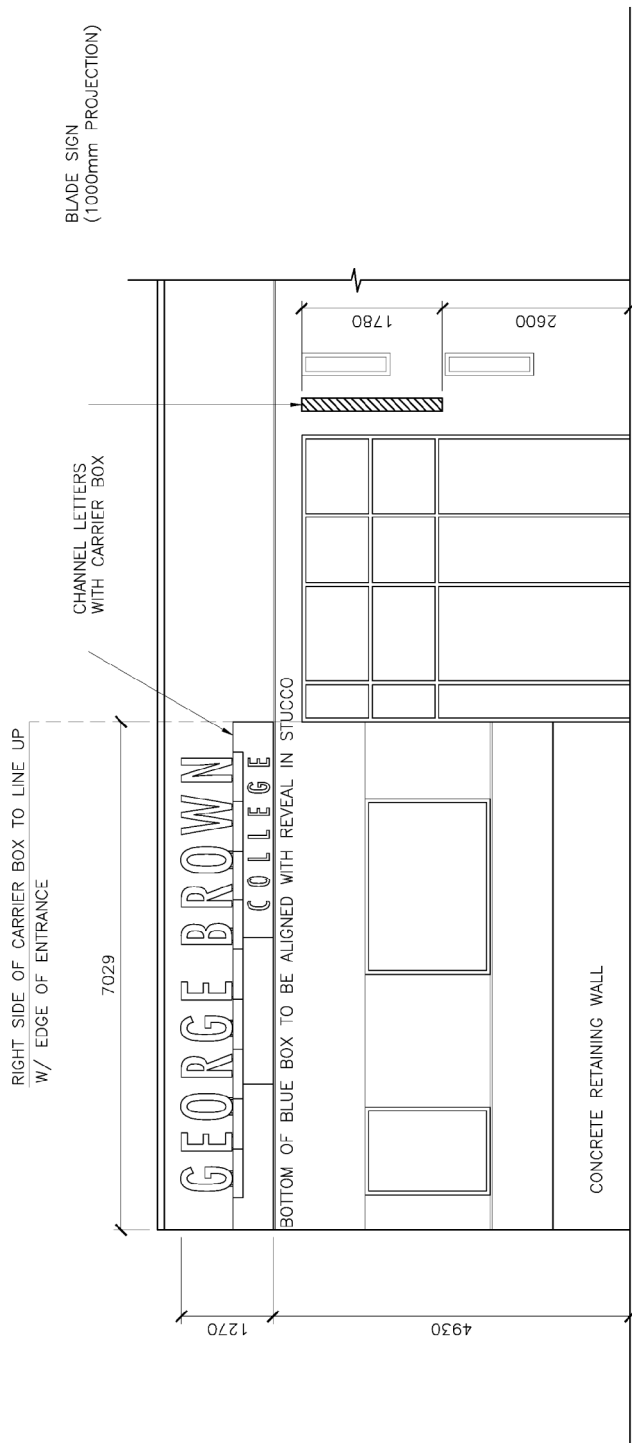 RIGHT SIDE OF CARRIER BOX TO LINE UP
W/ EDGE OF ENTRANCE
7029
CHANNEL LETTERS
WITH CARRIER BOX
BLADE SIGN
(1000mm PROJECTION)
GEORGE BROWN
COLLEGE
1270
BOTTOM OF BLUE BOX TO BE ALIGNED WITH REVEAL IN STUCCO
4930
1780
2600
CONCRETE RETAINING WALL